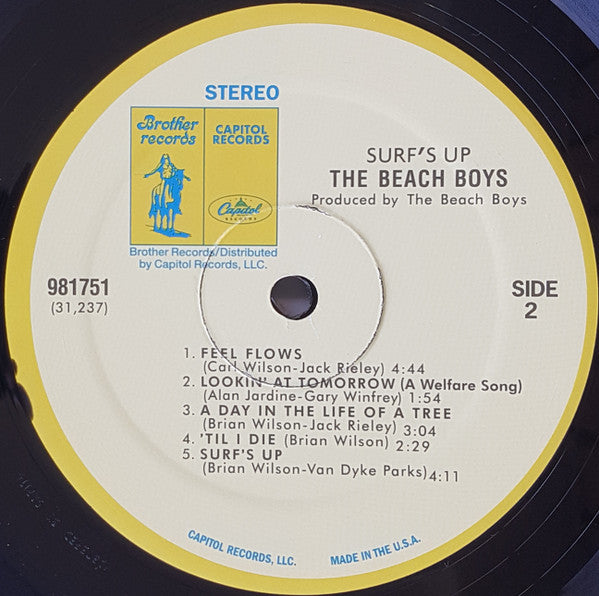 STEREO
Brother
records
CAPITOL
RECORDS
Capitol
RECORDS
Brother Records/Distributed
by Capitol Records, LLC.
SURF'S UP
THE BEACH BOYS
Produced by The Beach Boys
981751
(31,237)
SIDE
2
1. FEEL FLOWS
(Carl Wilson-Jack Rieley) 4:44
2. LOOKIN' AT TOMORROW (A Welfare Song)
(Alan Jardine-Gary Winfrey) 1:54
3. A DAY IN THE LIFE OF A TREE
(Brian Wilson-Jack Rieley) 3:04
4. 'TIL I DIE (Brian Wilson) 2:29
5. SURF'S UP
(Brian Wilson-Van Dyke Parks) 4:11
CAPITOL RECORDS, LLC.
MADE IN THE U.S.A.